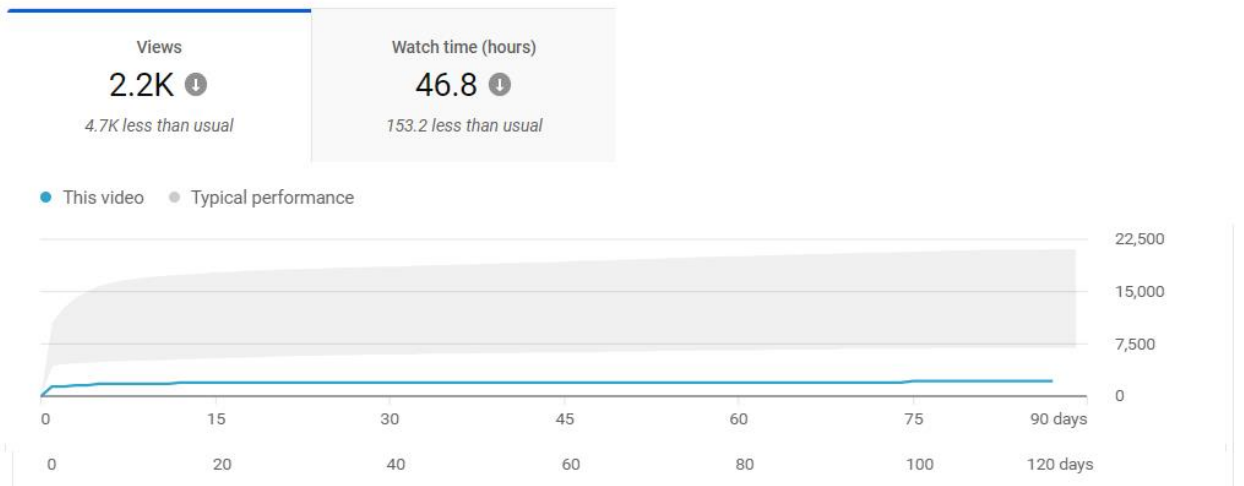 Views
2.2K
4.7K less than usual
Watch time (hours)
46.8
153.2 less than usual
This video
Typical performance
22,500
15,000
7,500
0
0 15 30 45 60 75 90 days
0 20 40 60 80 100 120 days